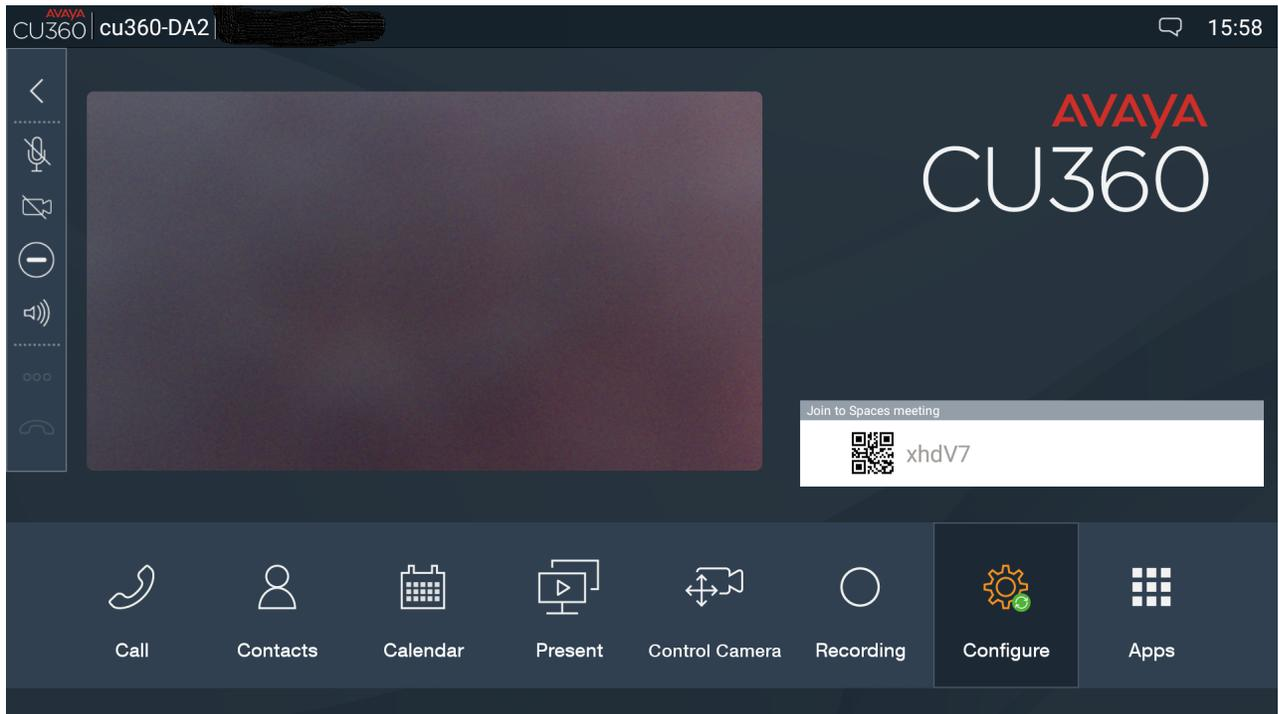 AVAYA
CU360 cu360-DA2 15:58
AVAYA
CU360
Join to Spaces meeting
xhdV7
Call Contacts Calendar Present Control Camera Recording Configure Apps